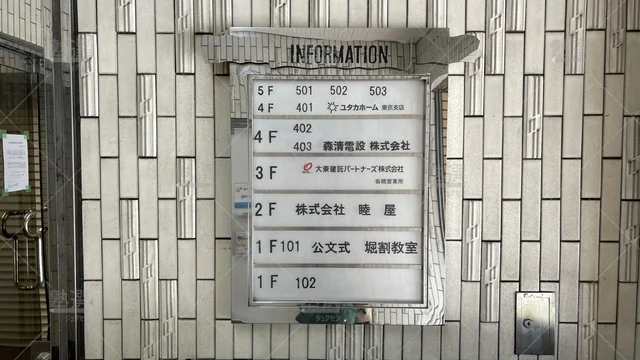 INFORMATION
5F 501 502 503
4F 401 ユタカホーム 東京支店
4F 402
403 森清電設 株式会社
3F 大東建託パートナーズ株式会社
板橋営業所
2F 株式会社 睦屋
1F 101 公文式 堀割教室
1F 102